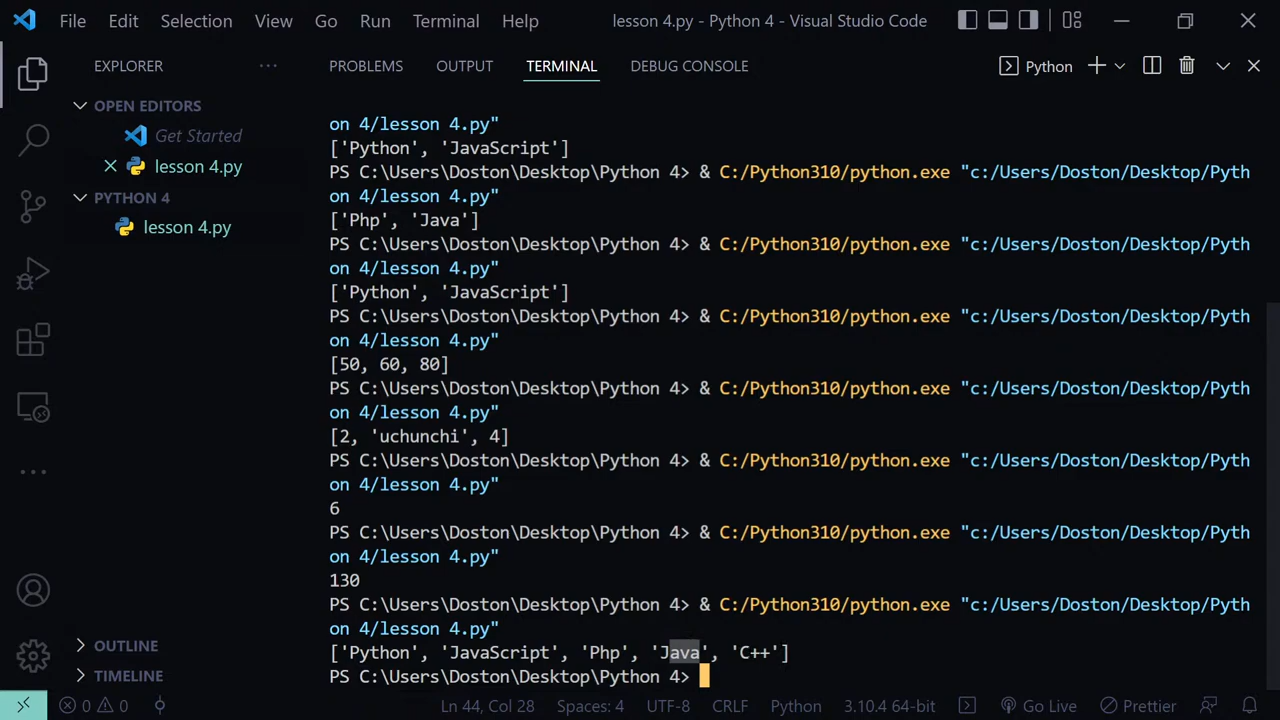 File Edit Selection View Go Run Terminal Help lesson 4.py - Python 4 - Visual Studio Code
EXPLORER
OPEN EDITORS
Get Started
lesson 4.py
PYTHON 4
lesson 4.py
OUTLINE
TIMELINE
PROBLEMS OUTPUT TERMINAL DEBUG CONSOLE Python
on 4/lesson 4.py"
['Python', 'JavaScript']
PS C:\Users\Doston\Desktop\Python 4> & C:/Python310/python.exe "c:/Users/Doston/Desktop/Pyth
on 4/lesson 4.py"
['Php', 'Java']
PS C:\Users\Doston\Desktop\Python 4> & C:/Python310/python.exe "c:/Users/Doston/Desktop/Pyth
on 4/lesson 4.py"
['Python', 'JavaScript']
PS C:\Users\Doston\Desktop\Python 4> & C:/Python310/python.exe "c:/Users/Doston/Desktop/Pyth
on 4/lesson 4.py"
[50, 60, 80]
PS C:\Users\Doston\Desktop\Python 4> & C:/Python310/python.exe "c:/Users/Doston/Desktop/Pyth
on 4/lesson 4.py"
[2, 'uchunchi', 4]
PS C:\Users\Doston\Desktop\Python 4> & C:/Python310/python.exe "c:/Users/Doston/Desktop/Pyth
on 4/lesson 4.py"
6
PS C:\Users\Doston\Desktop\Python 4> & C:/Python310/python.exe "c:/Users/Doston/Desktop/Pyth
on 4/lesson 4.py"
130
PS C:\Users\Doston\Desktop\Python 4> & C:/Python310/python.exe "c:/Users/Doston/Desktop/Pyth
on 4/lesson 4.py"
['Python', 'JavaScript', 'Php', 'Java', 'C++']
PS C:\Users\Doston\Desktop\Python 4>
0 0 Ln 44, Col 28 Spaces: 4 UTF-8 CRLF Python 3.10.4 64-bit Go Live Prettier